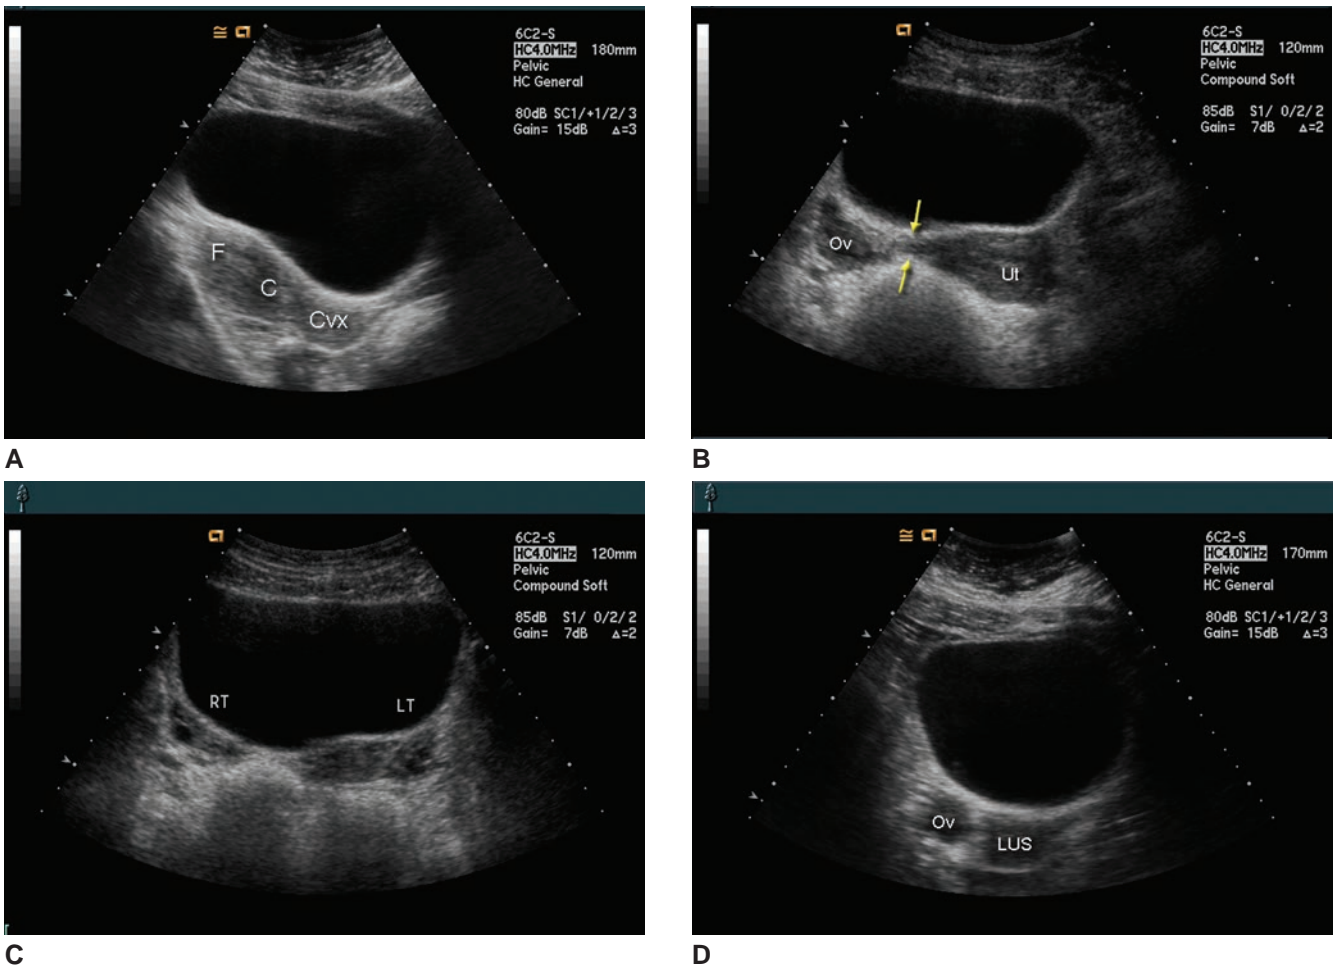 6C2-S
HC4.0MHz 180mm
Pelvic
HC General
80dB SC1/+1/2/3
Gain= 15dB Δ=3
F
C
Cvx
A
6C2-S
HC4.0MHz 120mm
Pelvic
Compound Soft
85dB S1/ 0/2/2
Gain= 7dB Δ=2
Ov
Ut
B
6C2-S
HC4.0MHz 120mm
Pelvic
Compound Soft
85dB S1/ 0/2/2
Gain= 7dB Δ=2
RT
LT
C
6C2-S
HC4.0MHz 170mm
Pelvic
HC General
80dB SC1/+1/2/3
Gain= 15dB Δ=3
Ov
LUS
D